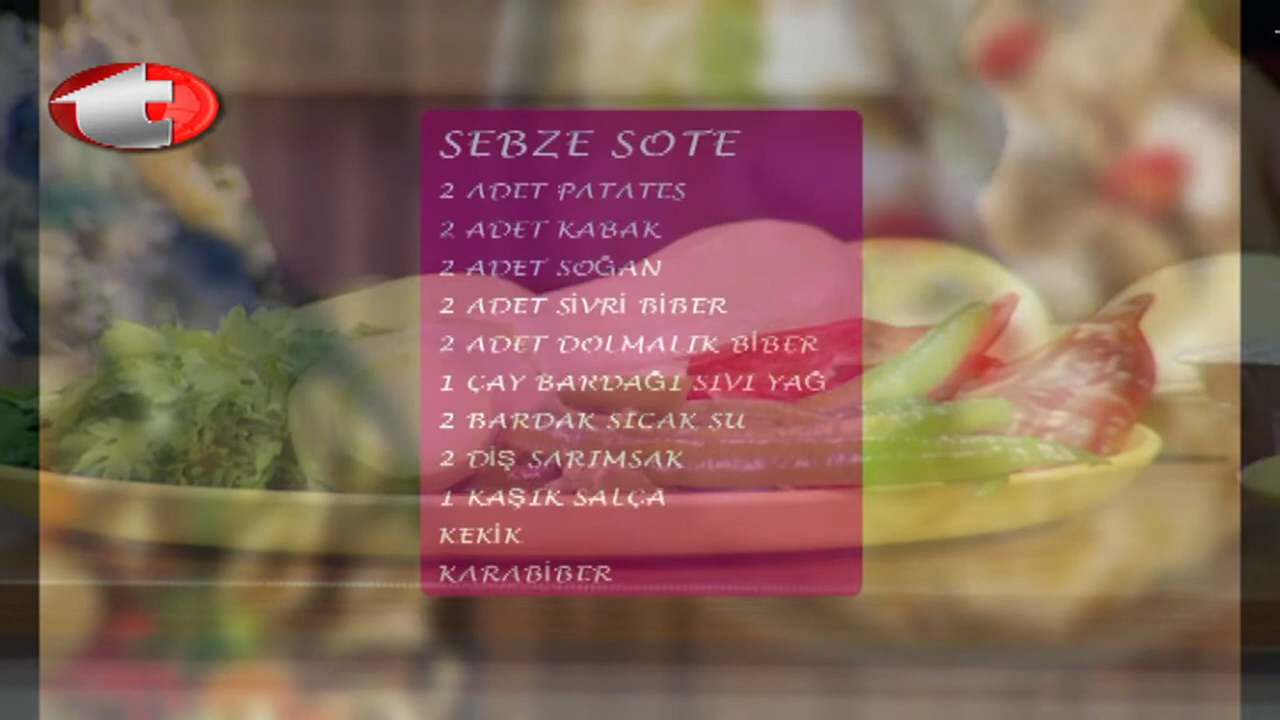 SEBZE SOTE
2 ADET PATATES
2 ADET KABAK
2 ADET SOĞAN
2 ADET SİVRİ BİBER
2 ADET DOLMALIK BİBER
1 ÇAY BARDAĞI SIVI YAĞ
2 BARDAK SICAK SU
2 DİŞ SARIMSAK
1 KAŞIK SALÇA
KEKİK
KARABİBER